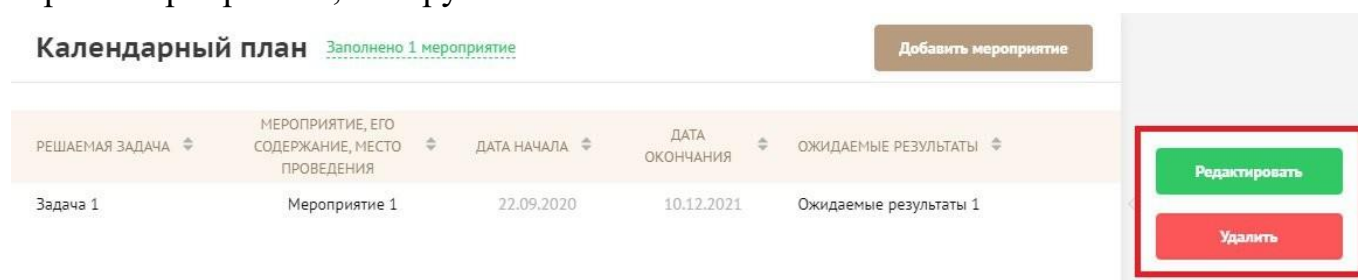 Календарный план Заполнено 1 мероприятие Добавить мероприятие
РЕШАЕМАЯ ЗАДАЧА
МЕРОПРИЯТИЕ, ЕГО
СОДЕРЖАНИЕ, МЕСТО
ПРОВЕДЕНИЯ
ДАТА НАЧАЛА
ДАТА
ОКОНЧАНИЯ
ОЖИДАЕМЫЕ РЕЗУЛЬТАТЫ
Задача 1 Мероприятие 1 22.09.2020 10.12.2021 Ожидаемые результаты 1
Редактировать
Удалить